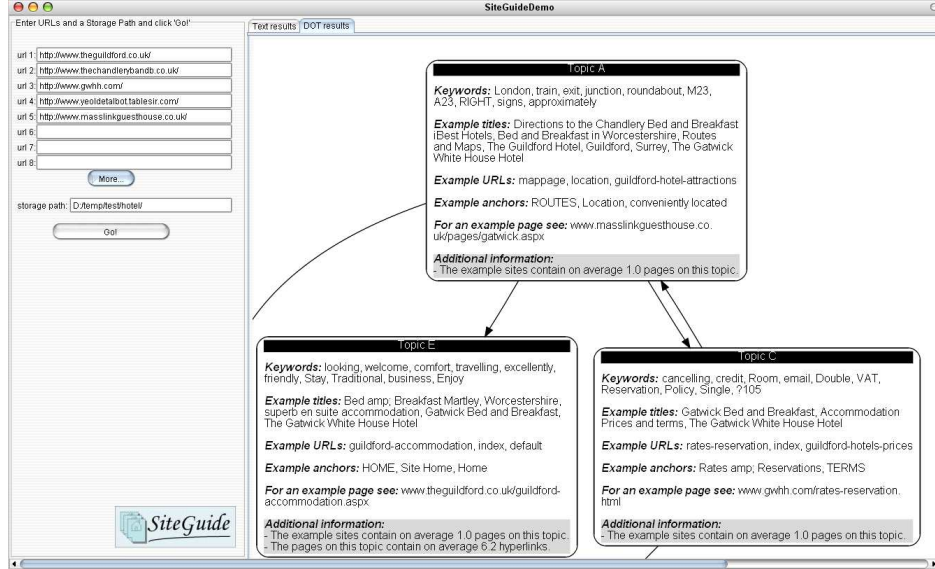 SiteGuideDemo
Enter URLs and a Storage Path and click 'Go!'
url 1: http://www.theguildford.co.uk/
url 2: http://www.thechandlerybandb.co.uk/
url 3: http://www.gwhh.com/
url 4: http://www.yeoldetalbot.tablesir.com/
url 5: http://www.masslinkguesthouse.co.uk/
url 6:
url 7:
url 8:
More...
storage path: D:/temp/test/hotel/
Go!
SiteGuide
Text results DOT results
Topic A
Keywords: London, train, exit, junction, roundabout, M23,
A23, RIGHT, signs, approximately
Example titles: Directions to the Chandlery Bed and Breakfast
iBest Hotels, Bed and Breakfast in Worcestershire, Routes
and Maps, The Guildford Hotel, Guildford, Surrey, The Gatwick
White House Hotel
Example URLs: mappage, location, guildford-hotel-attractions
Example anchors: ROUTES, Location, conveniently located
For an example page see: www.masslinkguesthouse.co.
uk/pages/gatwick.aspx
Additional information:
- The example sites contain on average 1.0 pages on this topic.
Topic E
Keywords: looking, welcome, comfort, travelling, excellently,
friendly, Stay, Traditional, business, Enjoy
Example titles: Bed amp; Breakfast Martley, Worcestershire,
superb en suite accommodation, Gatwick Bed and Breakfast,
The Gatwick White House Hotel
Example URLs: guildford-accommodation, index, default
Example anchors: HOME, Site Home, Home
For an example page see: www.theguildford.co.uk/guildford-
accommodation.aspx
Additional information:
- The example sites contain on average 1.0 pages on this topic.
- The pages on this topic contain on average 6.2 hyperlinks.
Topic C
Keywords: cancelling, credit, Room, email, Double, VAT,
Reservation, Policy, Single, ?105
Example titles: Gatwick Bed and Breakfast, Accommodation
Prices and terms, The Gatwick White House Hotel
Example URLs: rates-reservation, index, guildford-hotels-prices
Example anchors: Rates amp; Reservations, TERMS
For an example page see: www.gwhh.com/rates-reservation.
html
Additional information:
- The example sites contain on average 1.0 pages on this topic.